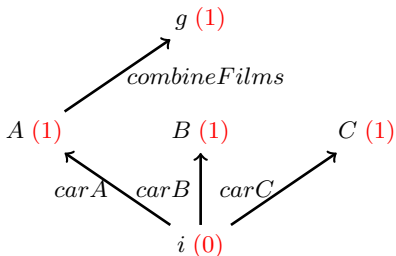 g (1)
combineFilms
A (1) B (1) C (1)
carA carB carC
i (0)